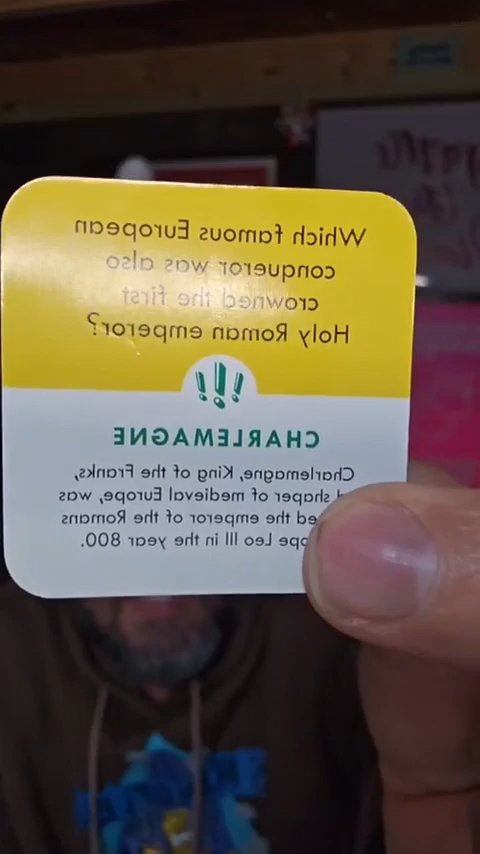 Which famous European
conqueror was also
crowned the first
Holy Roman emperor?
!!!
CHARLEMAGNE
Charlemagne, King of the Franks,
shaper of medieval Europe, was
the emperor of the Romans
Leo III in the year 800.